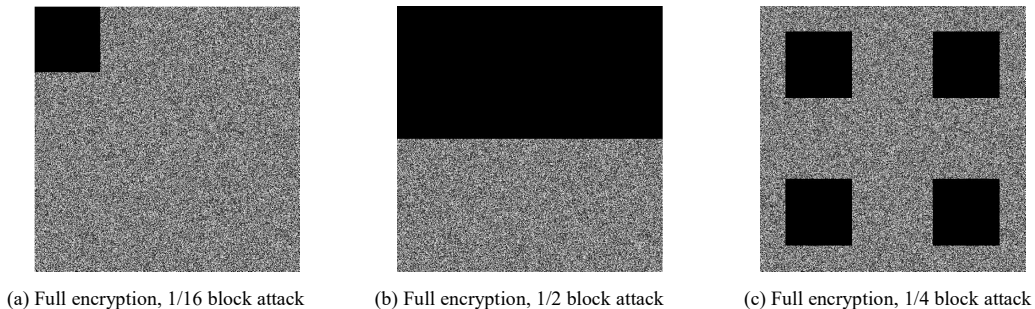 (a) Full encryption, 1/16 block attack
(b) Full encryption, 1/2 block attack
(c) Full encryption, 1/4 block attack